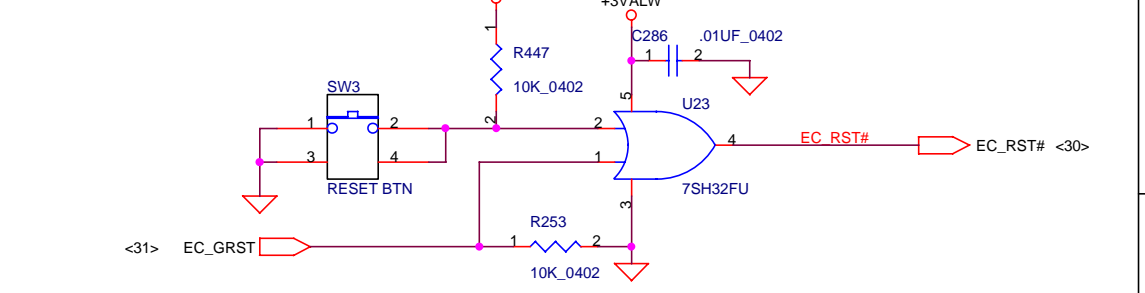 +3VALW
C286 .01UF_0402
1 2
1
R447
10K_0402
2
5
U23
SW3
1 2
3 4
RESET BTN
2
1
4
EC_RST#
EC_RST# <30>
7SH32FU
3
R253
1 2
10K_0402
<31> EC_GRST